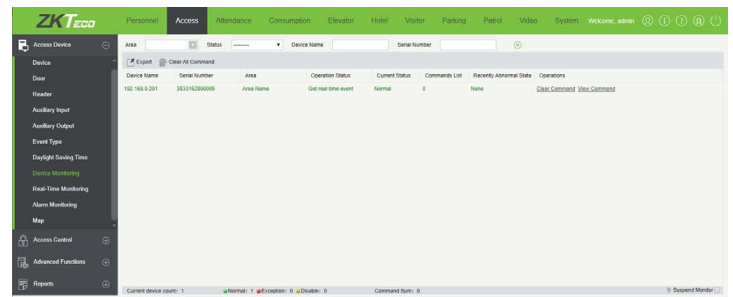 ZKTECO
Personnel Access Attendance Consumption Elevator Hotel Visitor Parking Patrol Video System Welcome, admin
Access Device
Device
Door
Reader
Auxiliary Input
Auxiliary Output
Event Type
Daylight Saving Time
Device Monitoring
Real-Time Monitoring
Alarm Monitoring
Map
Access Control
Advanced Functions
Reports
Area Status --------- Device Name Serial Number
Export Clear All Command
Device Name Serial Number Area Operation Status Current Status Commands List Recently Abnormal State Operations
192.168.0.201 Area Name Get real-time event Normal 0 None Clear Command View Command
Current device count: 1 Normal: 1 Exception: 0 Disable: 0 Command Sum: 0 Suspend Monitor